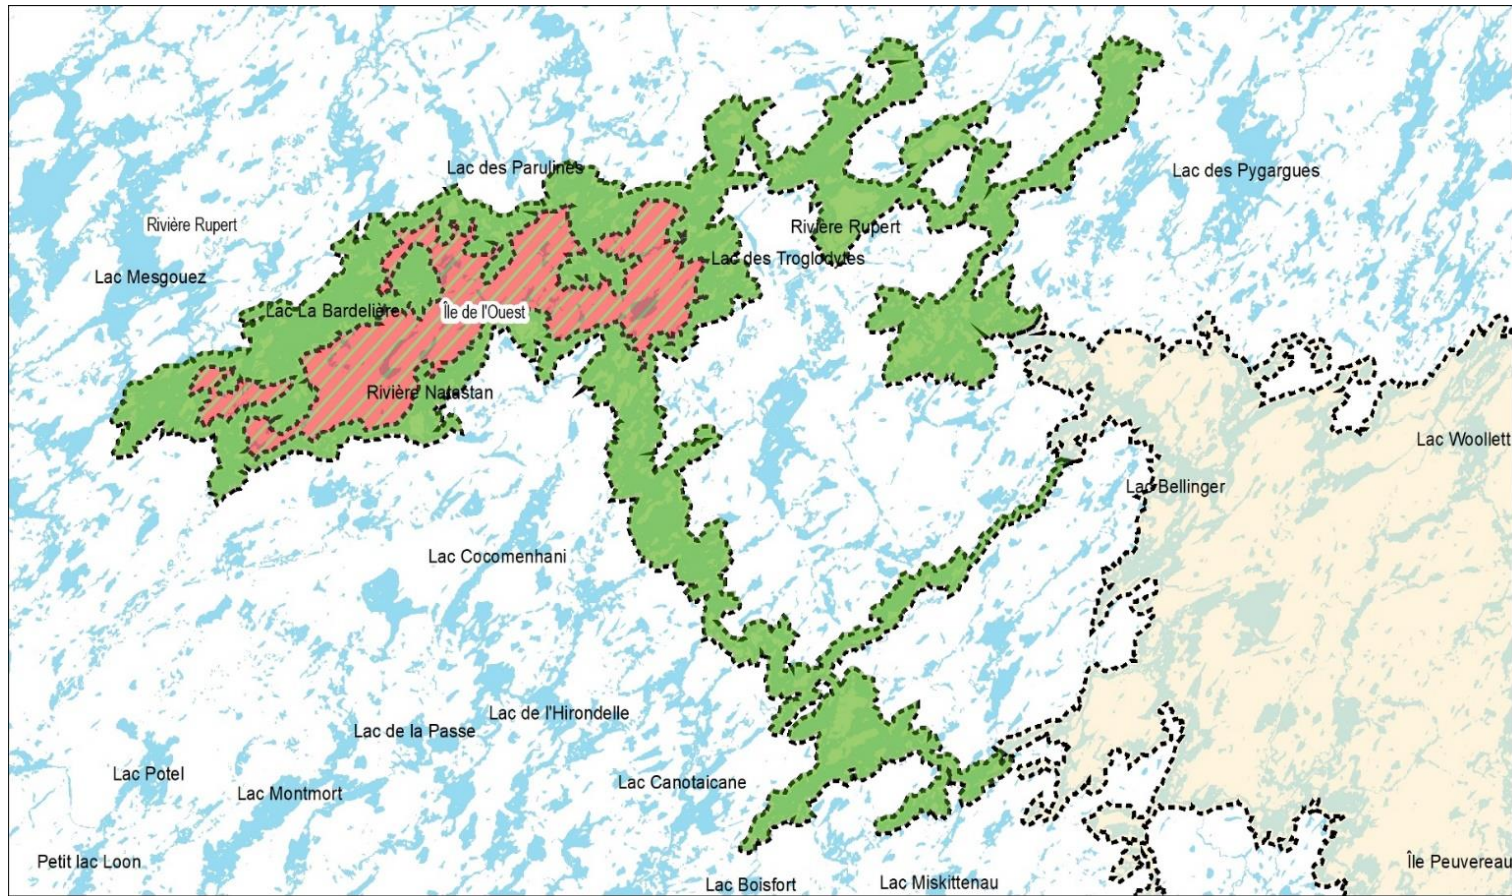 Lac des Parulines
Lac des Pygargues
Rivière Rupert
Rivière Rupert
Lac des Troglodytes
Lac Mesgouez
Lac La Bardelière
Île de l'Ouest
Rivière Natastan
Lac Woollett
Lac Bellinger
Lac Cocomenhani
Lac de l'Hirondelle
Lac de la Passe
Lac Potel
Lac Canotaicane
Lac Montmort
Petit lac Loon
Île Peuvereau
Lac Boisfort
Lac Miskittenau